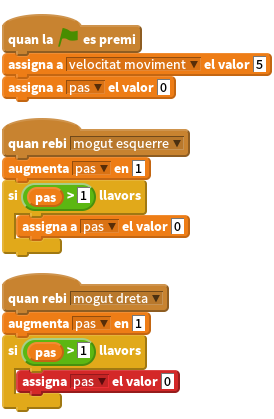 quan la es premi
assigna a velocitat moviment ▼ el valor 5
assigna a pas ▼ el valor 0
quan rebi mogut esquerre ▼
augmenta pas ▼ en 1
si pas > 1 llavors
assigna a pas ▼ el valor 0
quan rebi mogut dreta ▼
augmenta pas ▼ en 1
si pas > 1 llavors
assigna pas ▼ el valor 0